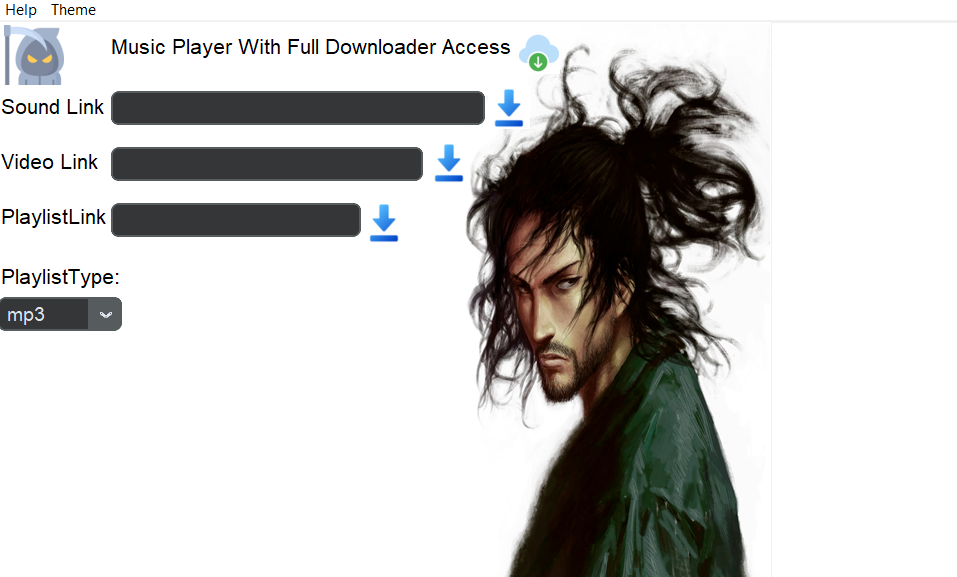 Help Theme
Music Player With Full Downloader Access
Sound Link
Video Link
PlaylistLink
PlaylistType:
mp3